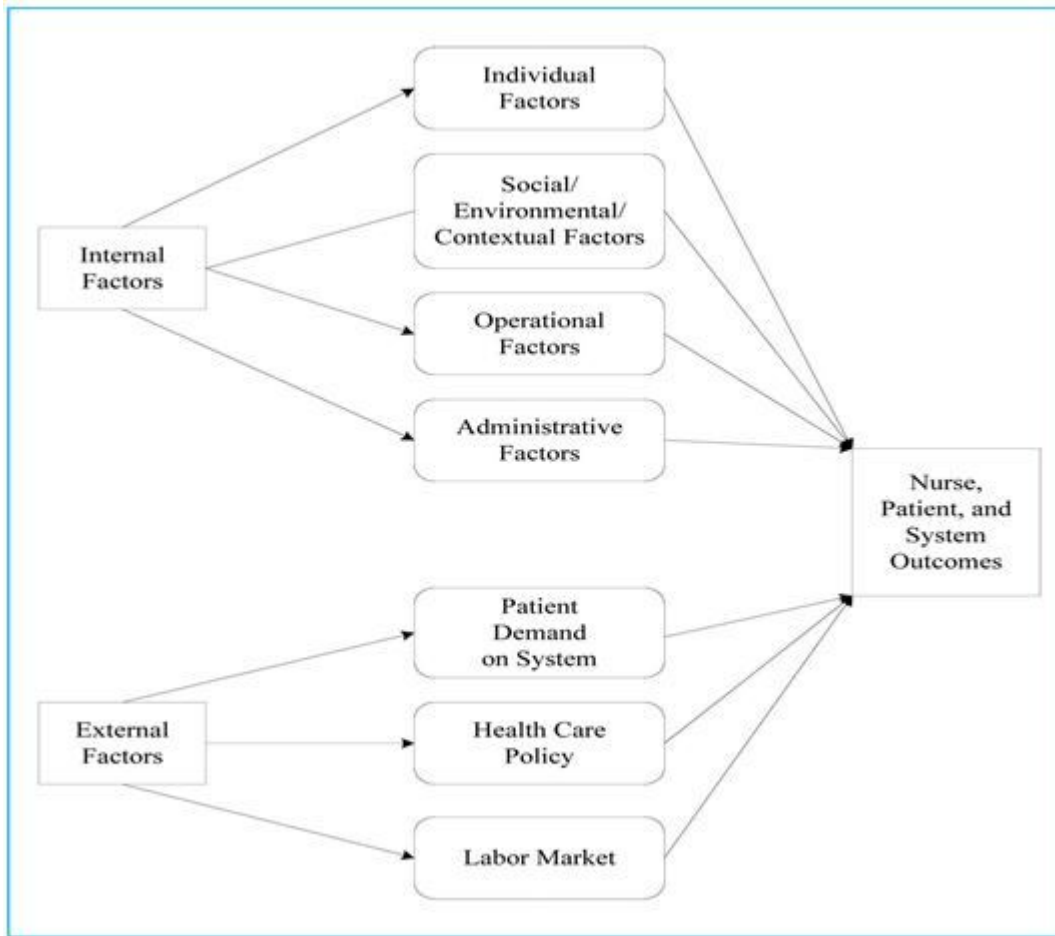 Individual
Factors
Social/
Environmental/
Contextual Factors
Internal
Factors
Operational
Factors
Administrative
Factors
Nurse,
Patient, and
System
Outcomes
Patient
Demand
on System
External
Factors
Health Care
Policy
Labor Market